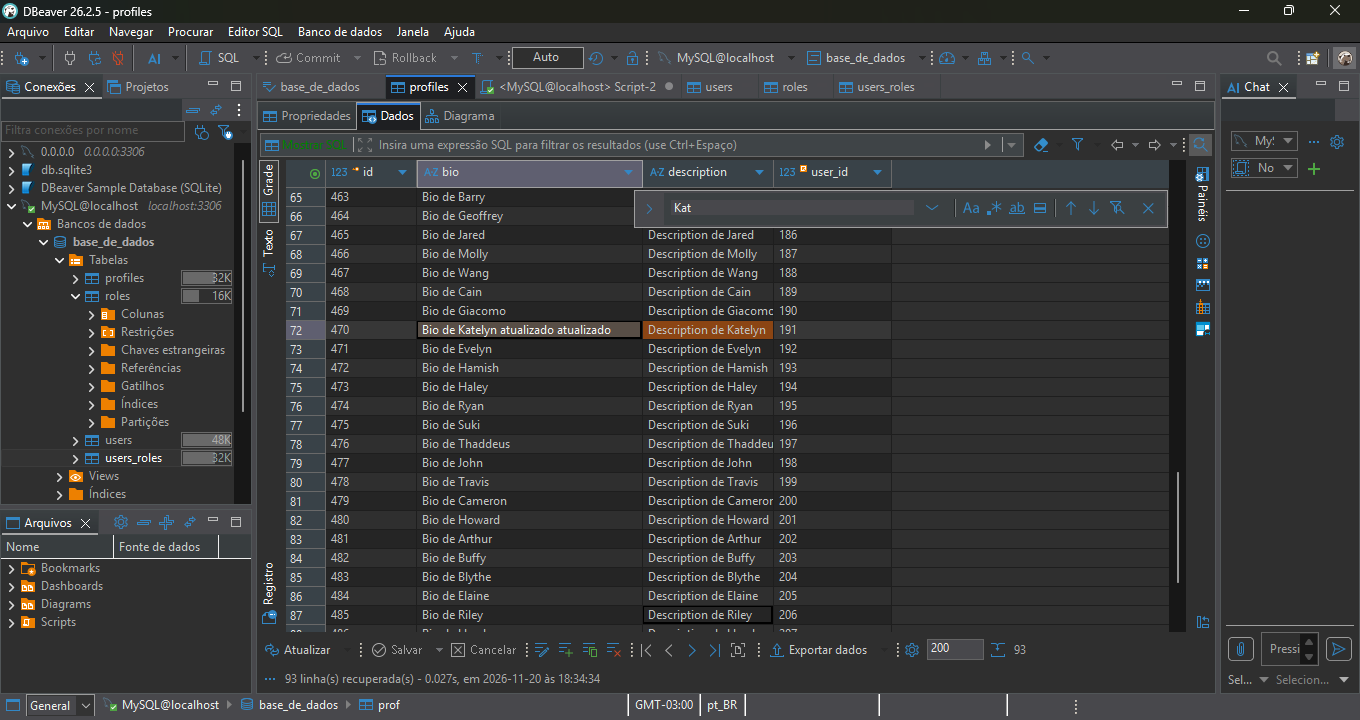 DBeaver 26.2.5 - profiles
Arquivo Editar Navegar Procurar Editor SQL Banco de dados Janela Ajuda
AI SQL Commit Rollback T Auto MySQL@localhost base_de_dados
Conexões Projetos
base_de_dados profiles <MySQL@localhost> Script-2 users roles users_roles
AI Chat
Filtra conexões por nome
0.0.0.0 0.0.0.0:3306
db.sqlite3
DBeaver Sample Database (SQLite)
MySQL@localhost localhost:3306
Bancos de dados
base_de_dados
Tabelas
profiles 32K
roles 16K
Colunas
Restrições
Chaves estrangeiras
Referências
Gatilhos
Índices
Partições
users 48K
users_roles 32K
Views
Índices
Arquivos
Nome Fonte de dados
Bookmarks
Dashboards
Diagrams
Scripts
Propriedades Dados Diagrama
Mostrar SQL Insira uma expressão SQL para filtrar os resultados (use Ctrl+Espaço)
Grade
Texto
Registro
123 id A-Z bio A-Z description 123 user_id
Kat Aa .* ab
65 463 Bio de Barry
66 464 Bio de Geoffrey
67 465 Bio de Jared Description de Jared 186
68 466 Bio de Molly Description de Molly 187
69 467 Bio de Wang Description de Wang 188
70 468 Bio de Cain Description de Cain 189
71 469 Bio de Giacomo Description de Giacomo 190
72 470 Bio de Katelyn atualizado atualizado Description de Katelyn 191
73 471 Bio de Evelyn Description de Evelyn 192
74 472 Bio de Hamish Description de Hamish 193
75 473 Bio de Haley Description de Haley 194
76 474 Bio de Ryan Description de Ryan 195
77 475 Bio de Suki Description de Suki 196
78 476 Bio de Thaddeus Description de Thaddeu 197
79 477 Bio de John Description de John 198
80 478 Bio de Travis Description de Travis 199
81 479 Bio de Cameron Description de Cameror 200
82 480 Bio de Howard Description de Howard 201
83 481 Bio de Arthur Description de Arthur 202
84 482 Bio de Buffy Description de Buffy 203
85 483 Bio de Blythe Description de Blythe 204
86 484 Bio de Elaine Description de Elaine 205
87 485 Bio de Riley Description de Riley 206
Painéis
My:
No
Pressi
Sel... Selecion...
Atualizar Salvar Cancelar Exportar dados 200 93
93 linha(s) recuperada(s) - 0.027s, em 2026-11-20 às 18:34:34
General MySQL@localhost base_de_dados prof GMT-03:00 pt_BR